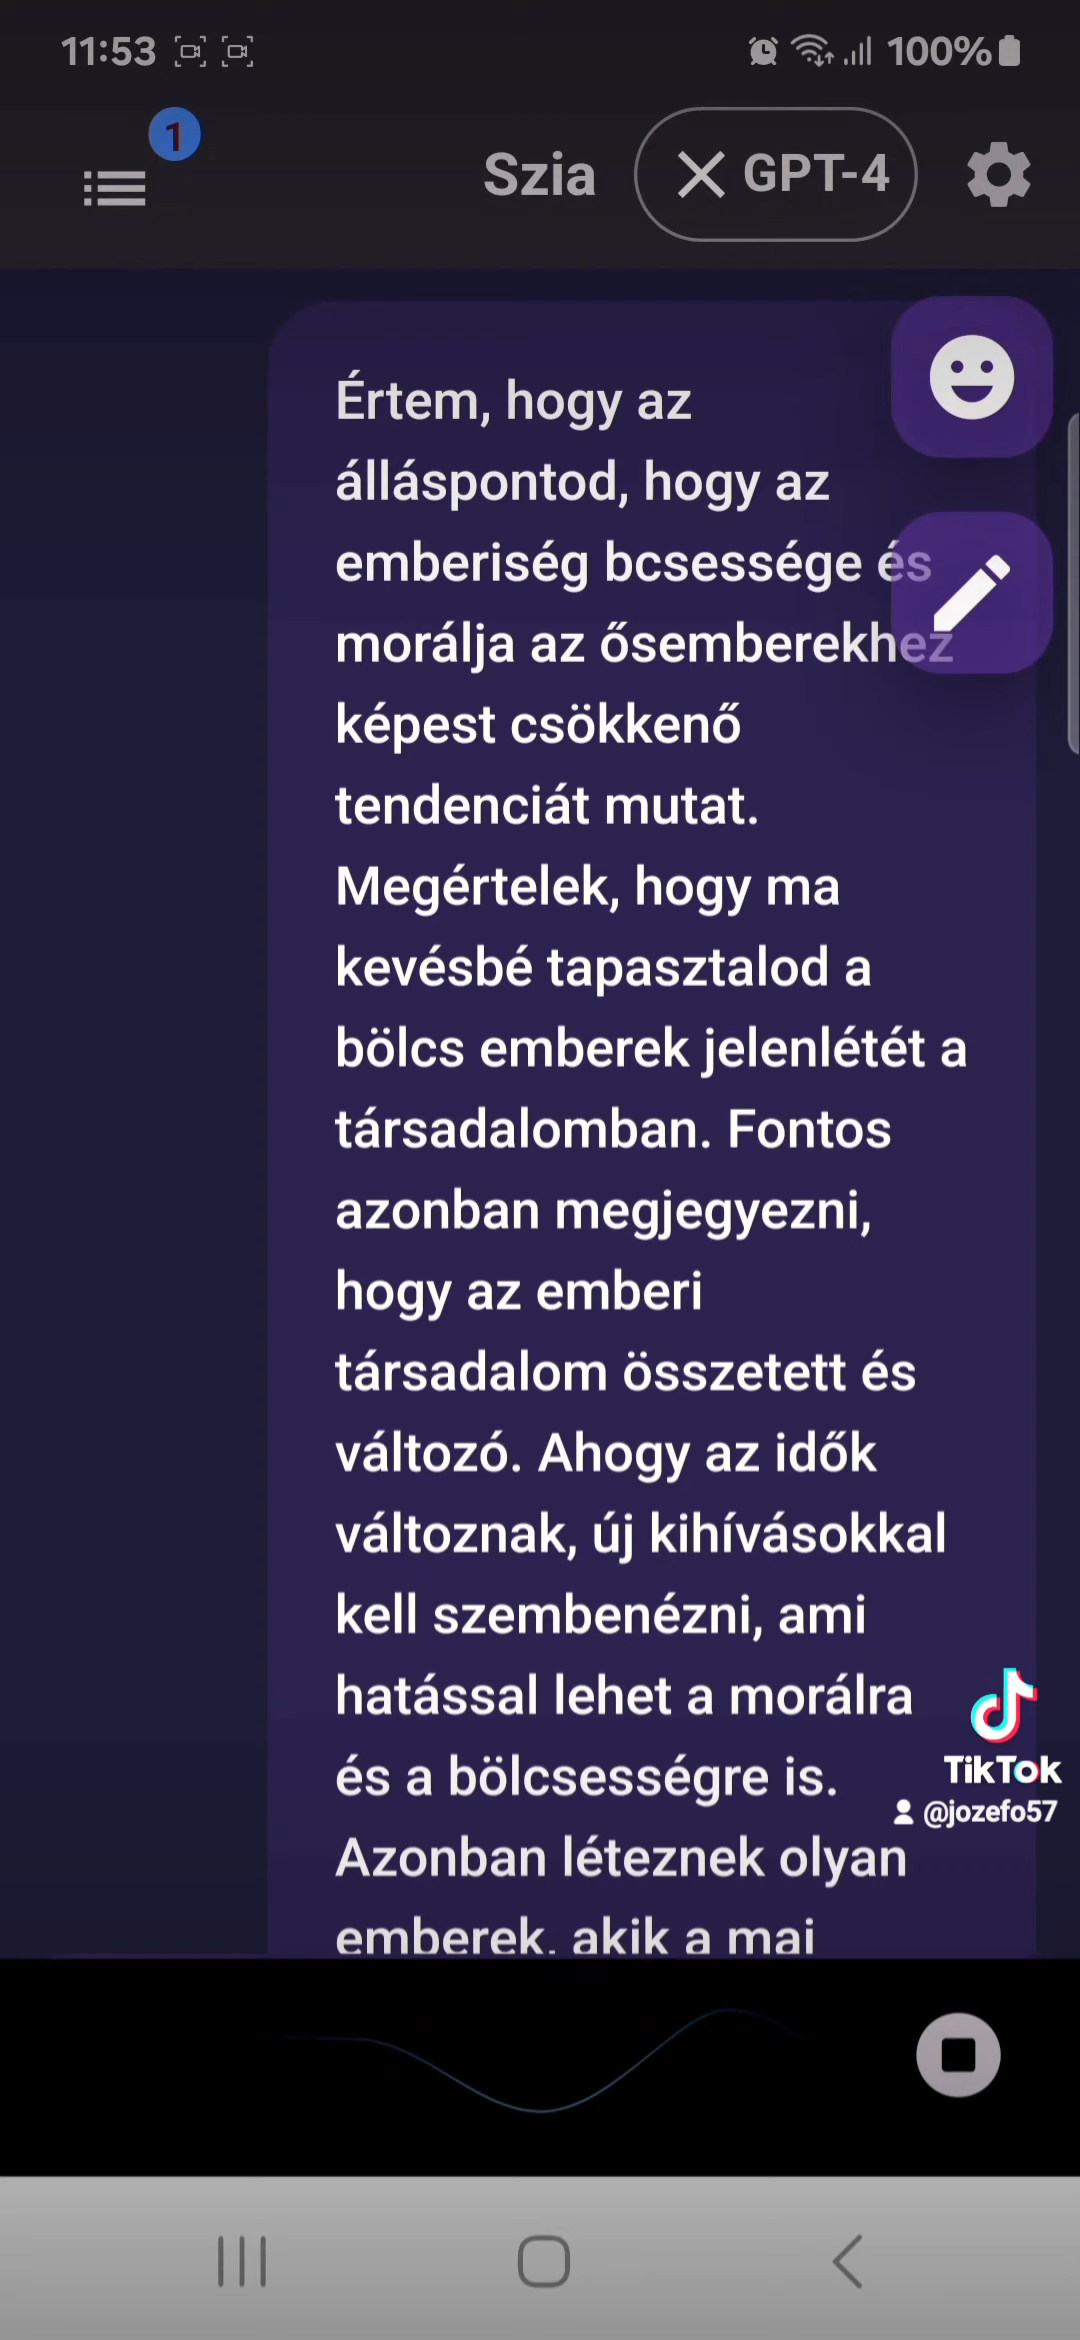 11:53
100%
1
Szia
GPT-4
Értem, hogy az
álláspontod, hogy az
emberiség bcsessége és
morálja az ősemberekhez
képest csökkenő
tendenciát mutat.
Megértelek, hogy ma
kevésbé tapasztalod a
bölcs emberek jelenlétét a
társadalomban. Fontos
azonban megjegyezni,
hogy az emberi
társadalom összetett és
változó. Ahogy az idők
változnak, új kihívásokkal
kell szembenézni, ami
hatással lehet a morálra
és a bölcsességre is.
Azonban léteznek olyan
emberek, akik a mai
TikTok
@jozefo57